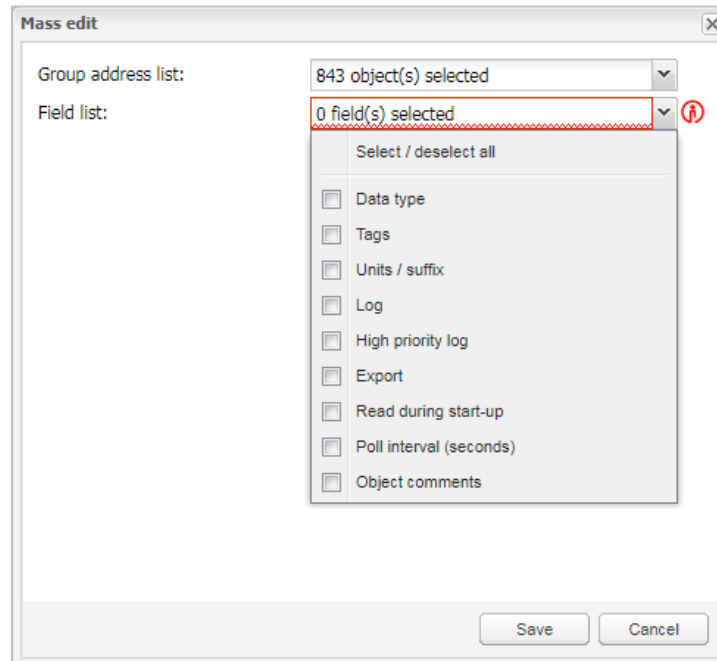 Mass edit
Group address list: 843 object(s) selected
Field list: 0 field(s) selected
Select / deselect all
Data type
Tags
Units / suffix
Log
High priority log
Export
Read during start-up
Poll interval (seconds)
Object comments
Save Cancel